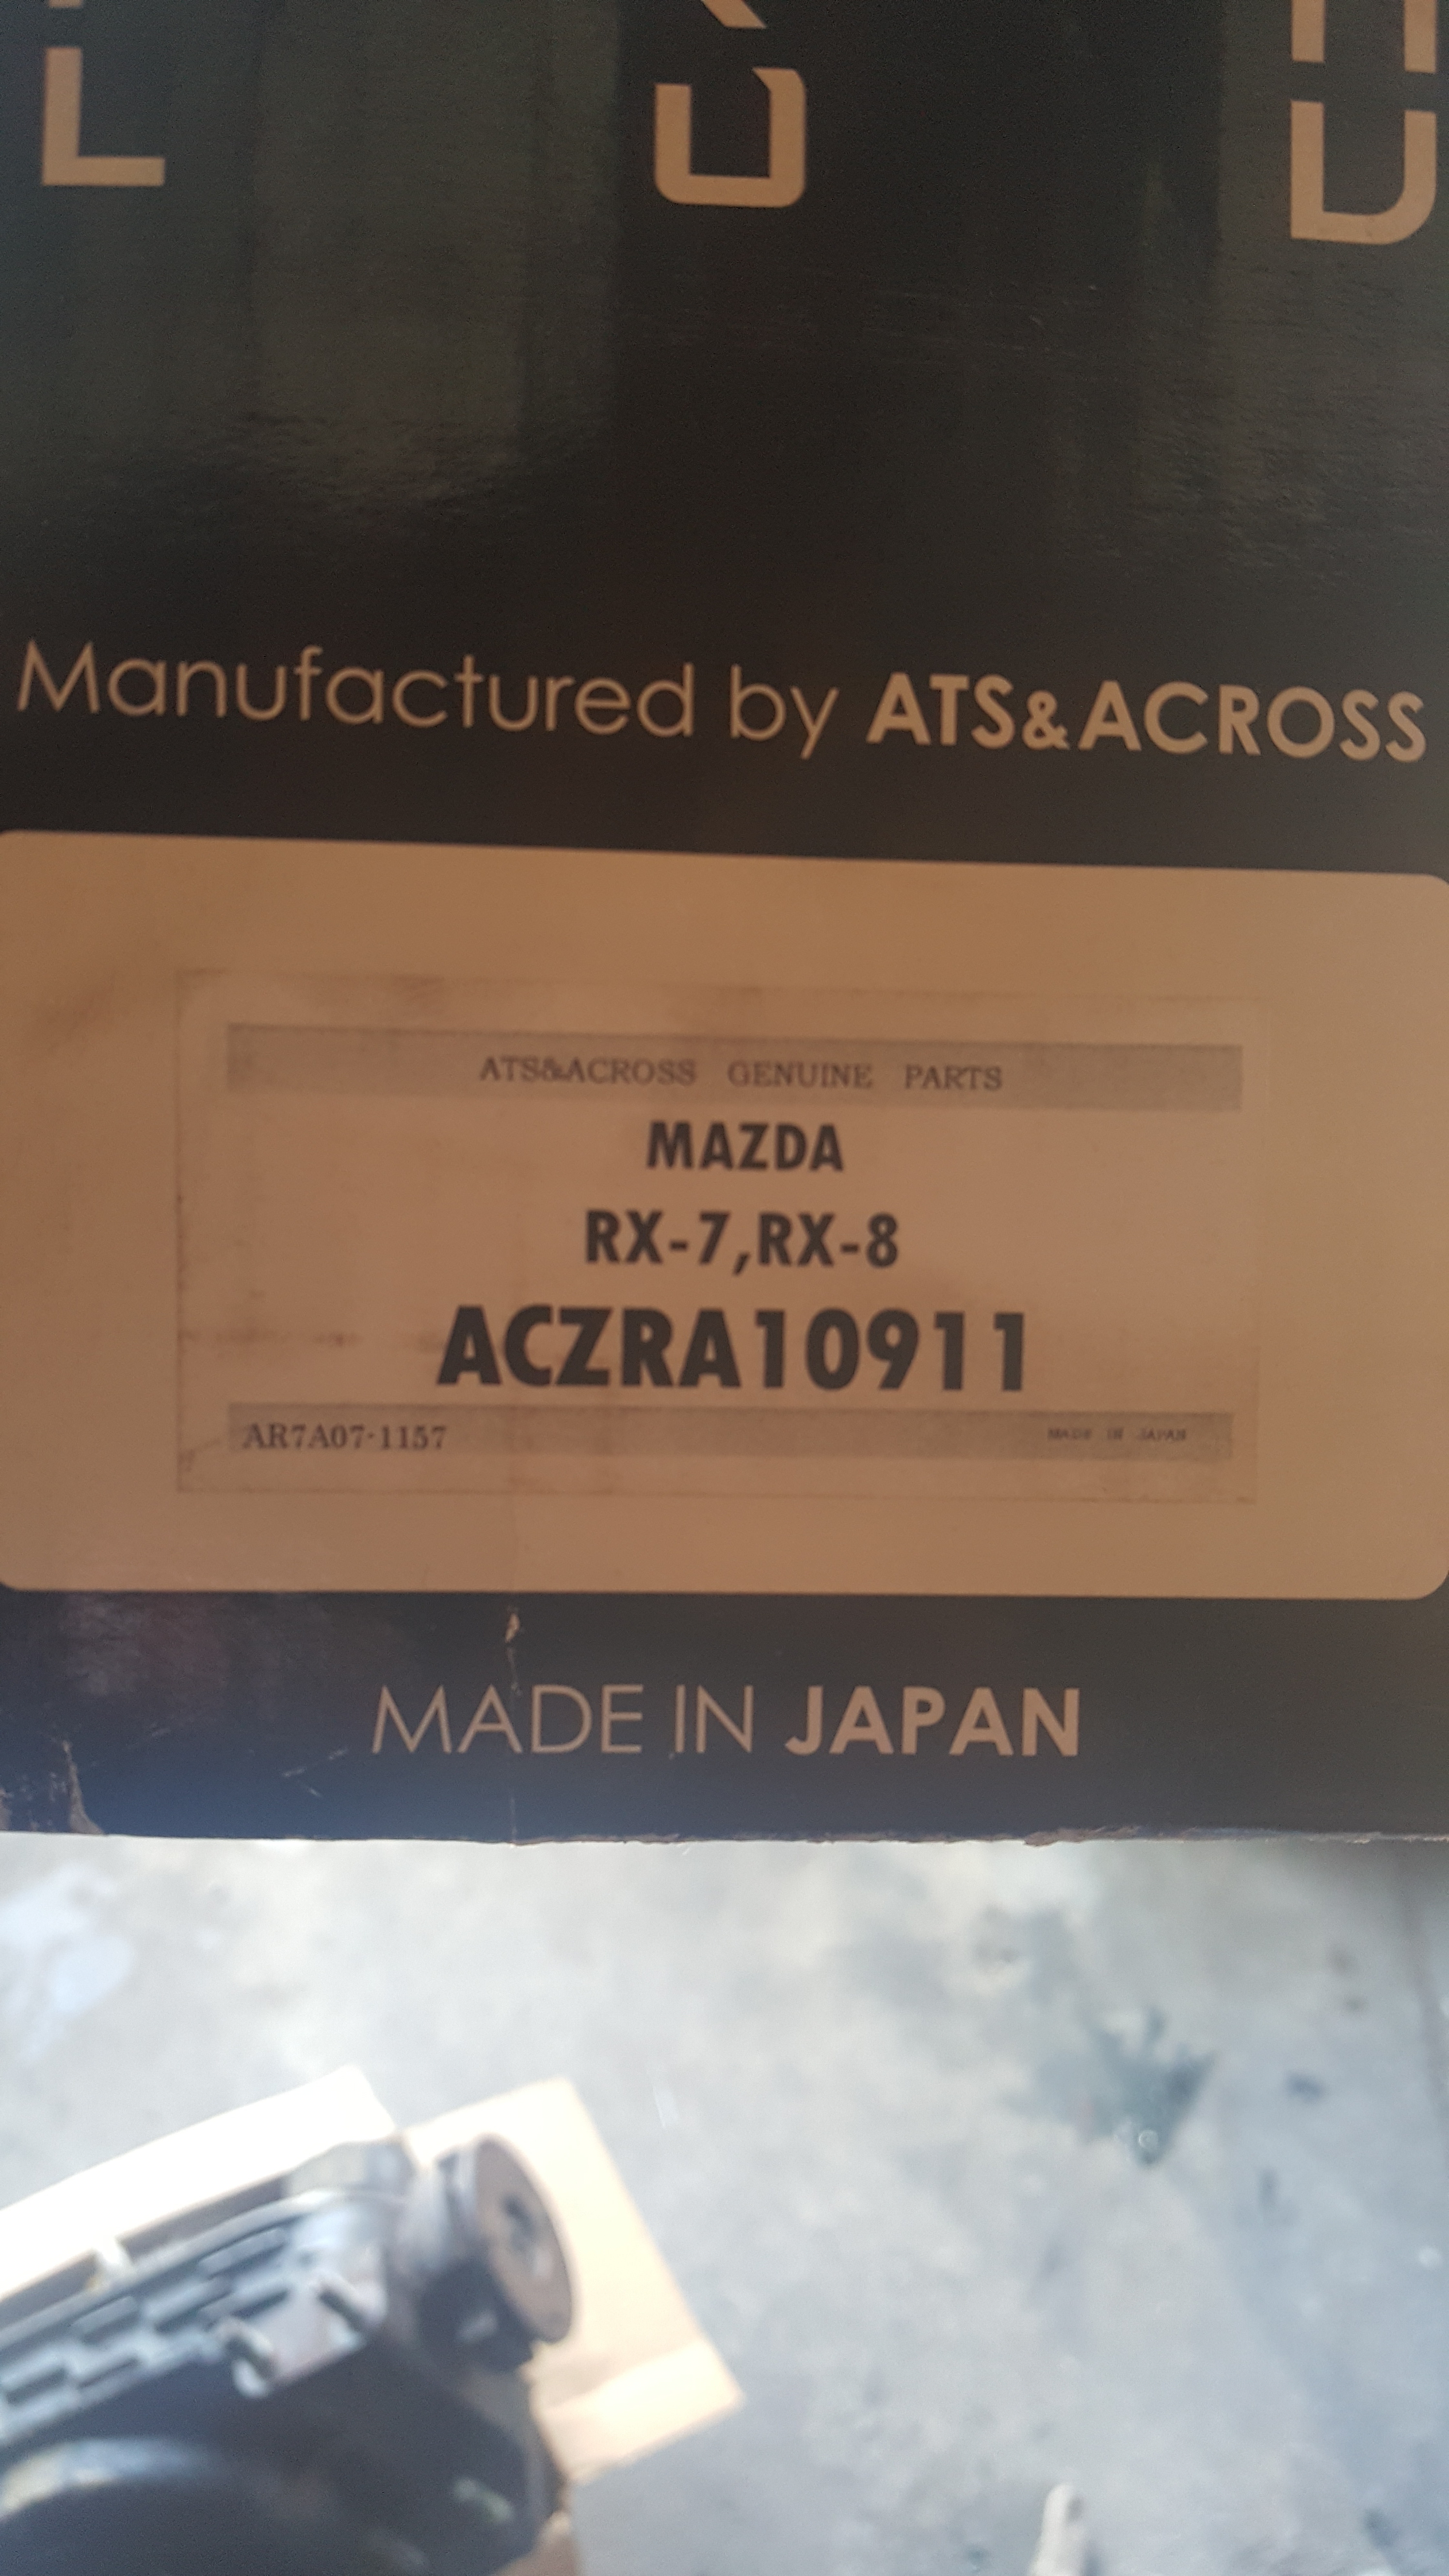 L S D
Manufactured by ATS&ACROSS
ATS&ACROSS GENUINE PARTS
MAZDA
RX-7,RX-8
ACZRA10911
AR7A07-1157 MADE IN JAPAN
MADE IN JAPAN